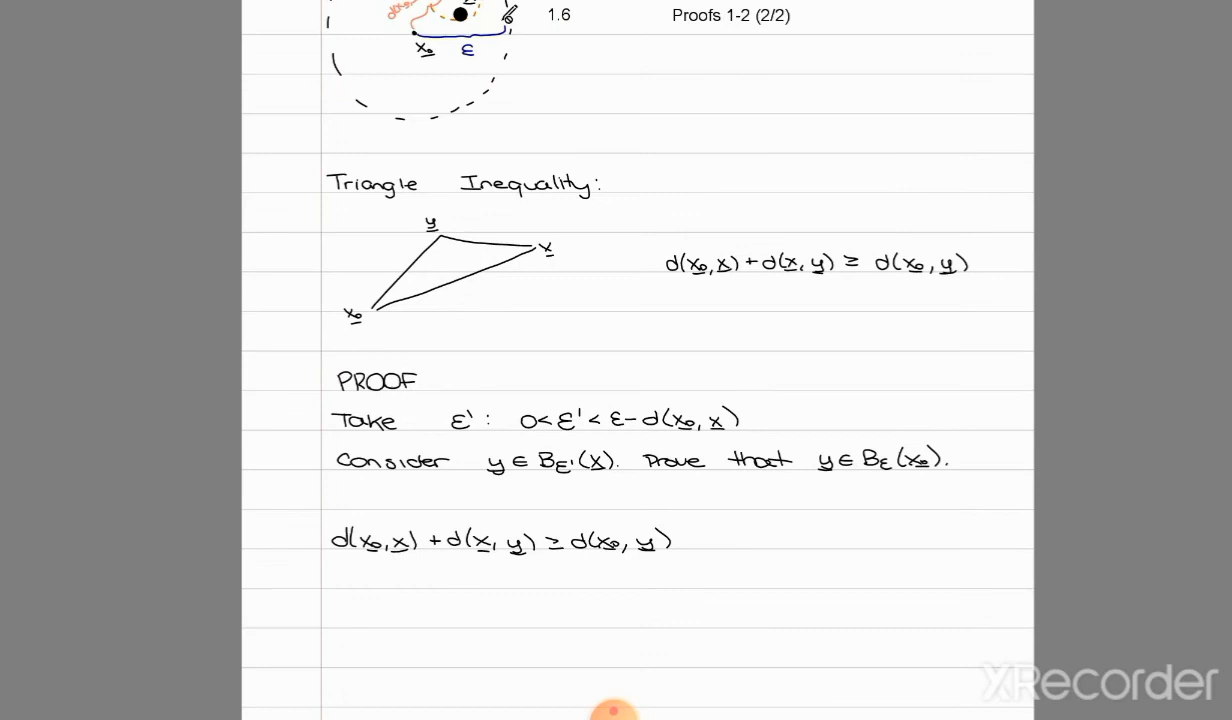 d(x0,
1.6 Proofs 1-2 (2/2)
x0 ε
Triangle Inequality:
y
x
d(x0, x) + d(x, y) ≥ d(x0, y)
x0
PROOF
Take ε' : 0 < ε' < ε - d(x0, x)
Consider y ∈ Bε'(x). Prove that y ∈ Bε(x0).
d(x0, x) + d(x, y) ≥ d(x0, y)
XRecorder